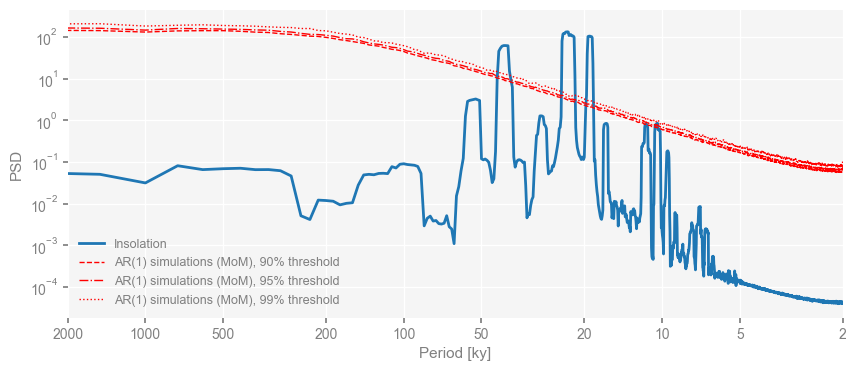 PSD
10²
10¹
10⁰
10⁻¹
10⁻²
10⁻³
10⁻⁴
Insolation
AR(1) simulations (MoM), 90% threshold
AR(1) simulations (MoM), 95% threshold
AR(1) simulations (MoM), 99% threshold
2000 1000 500 200 100 50 20 10 5 2
Period [ky]